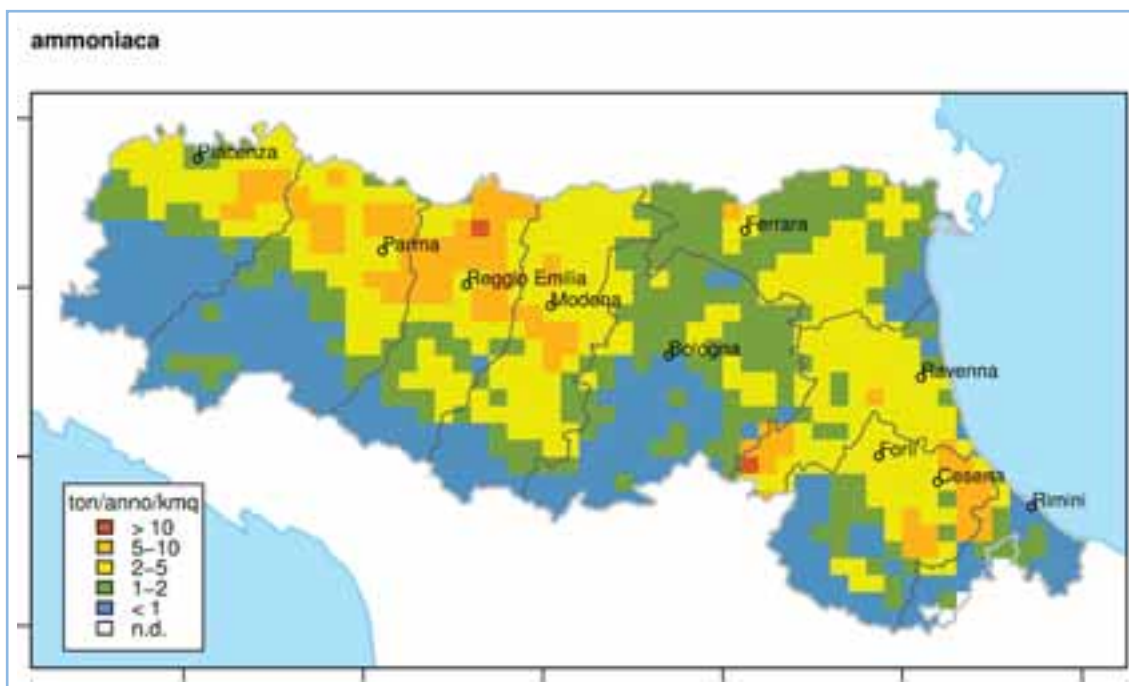 ammoniaca
Piacenza
Ferrara
Parma
Reggio Emilia
Modena
Bologna
Ravenna
Forlì
Cesena
Rimini
ton/anno/kmq
> 10
5–10
2–5
1–2
< 1
n.d.